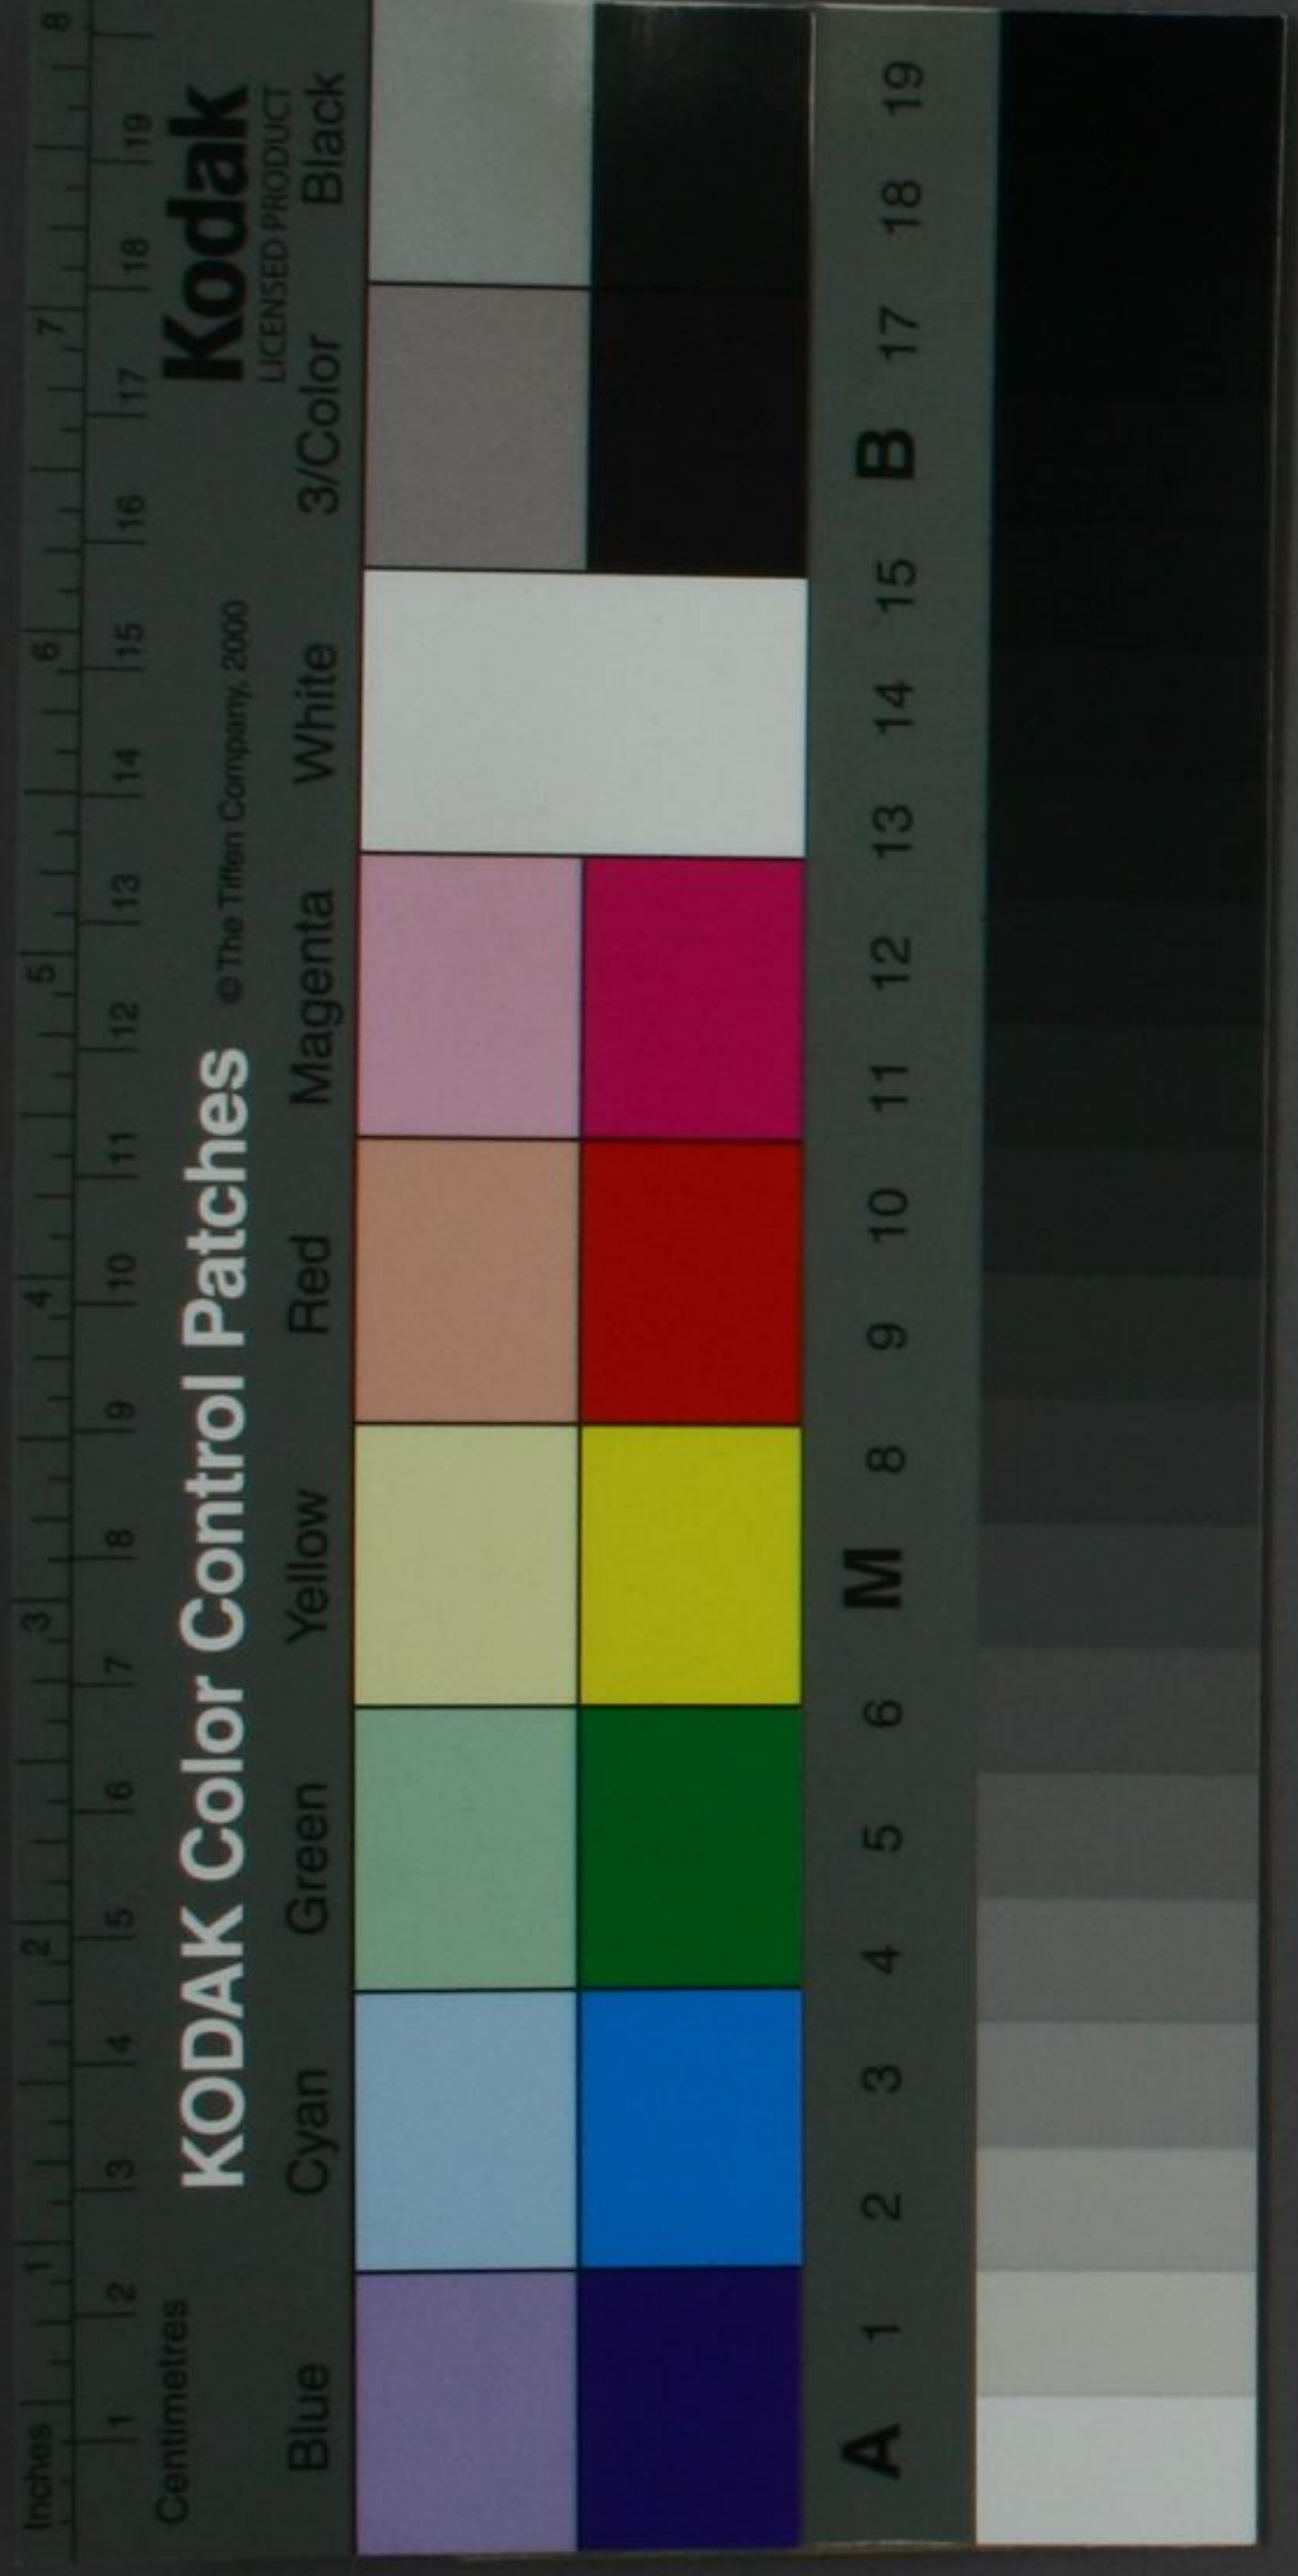 Inches 1 2 3 4 5 6 7 8
1 2 3 4 5 6 7 8 9 10 11 12 13 14 15 16 17 18 19
Centimetres
KODAK Color Control Patches © The Tiffen Company, 2000 Kodak
LICENSED PRODUCT
Blue Cyan Green Yellow Red Magenta White 3/Color Black
A 1 2 3 4 5 6 M 8 9 10 11 12 13 14 15 B 17 18 19